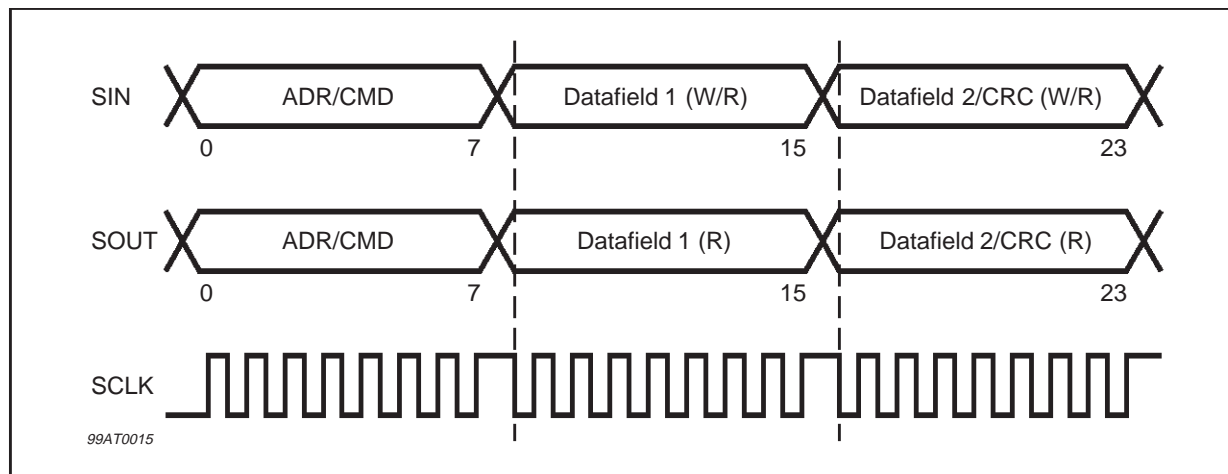 SIN ADR/CMD Datafield 1 (W/R) Datafield 2/CRC (W/R)
0 7 15 23
SOUT ADR/CMD Datafield 1 (R) Datafield 2/CRC (R)
0 7 15 23
SCLK
99AT0015